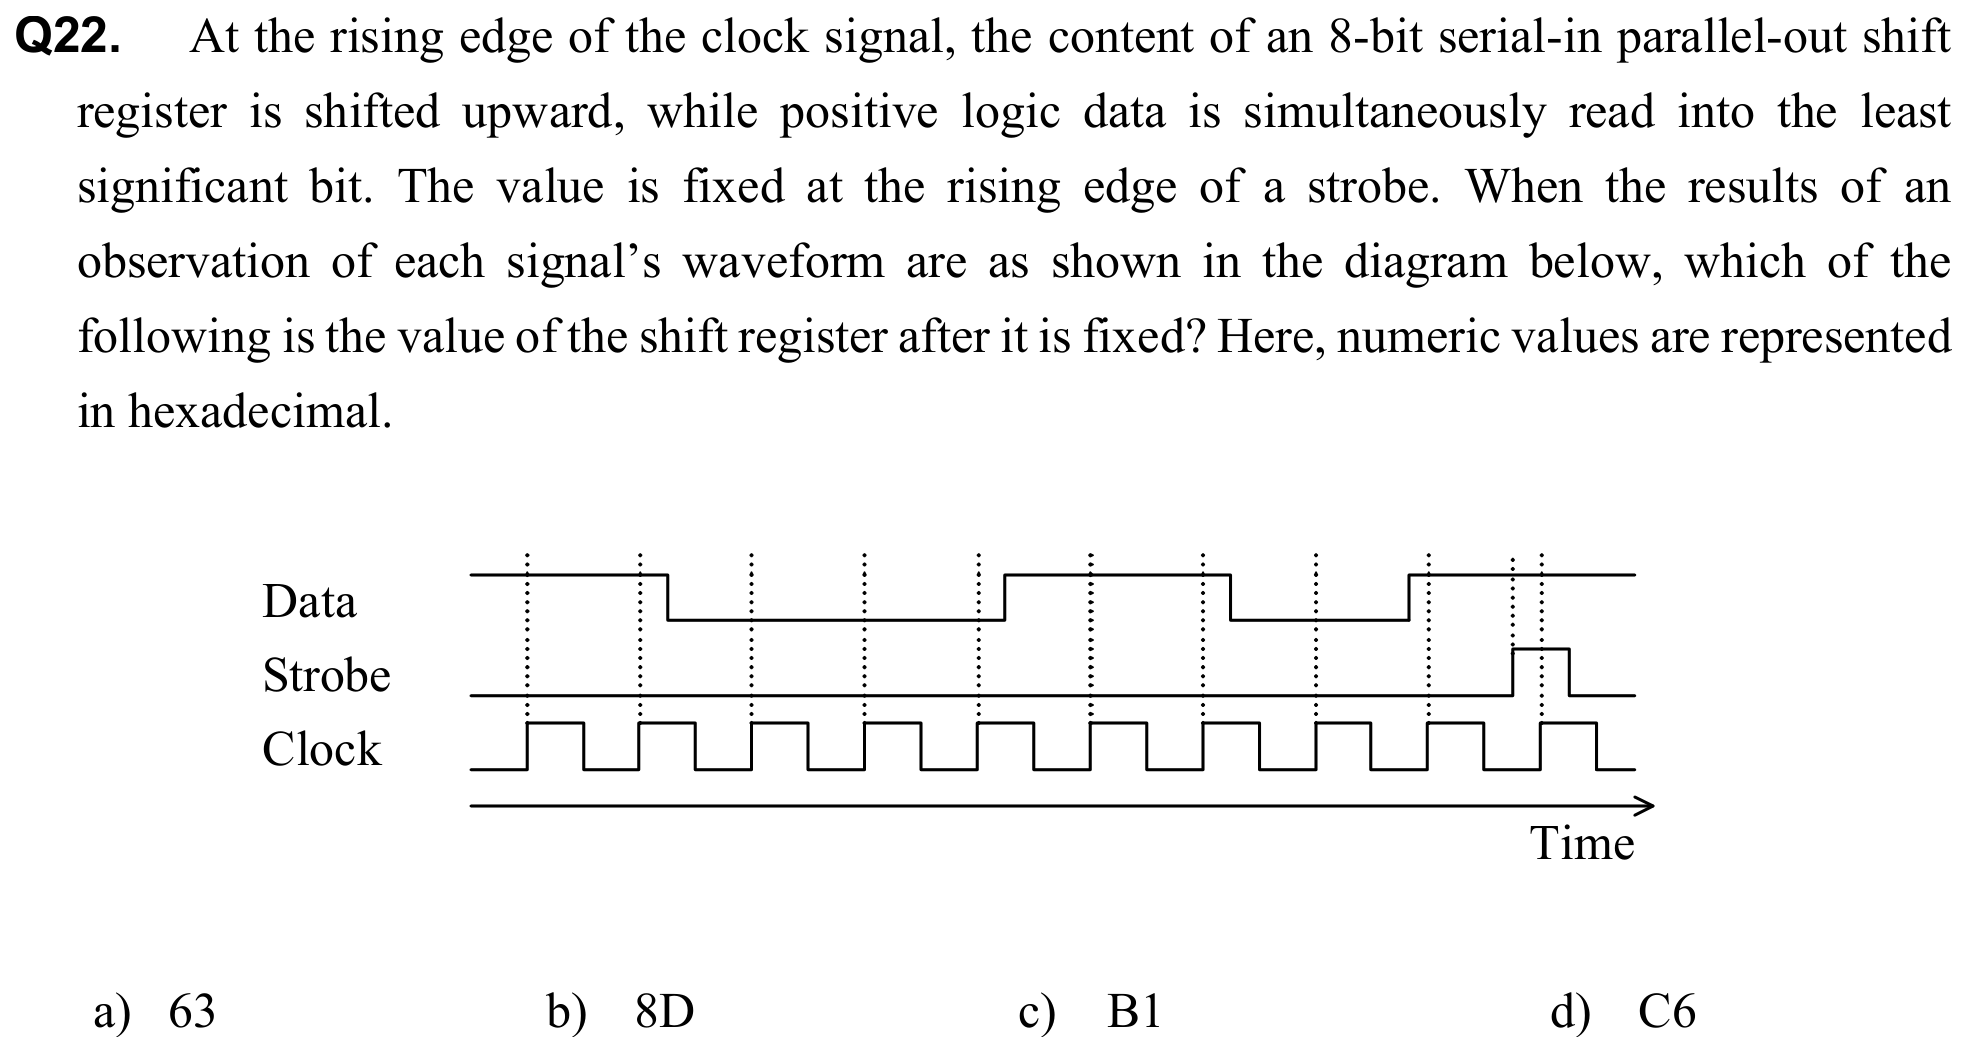 Q22. At the rising edge of the clock signal, the content of an 8-bit serial-in parallel-out shift
register is shifted upward, while positive logic data is simultaneously read into the least
significant bit. The value is fixed at the rising edge of a strobe. When the results of an
observation of each signal’s waveform are as shown in the diagram below, which of the
following is the value of the shift register after it is fixed? Here, numeric values are represented
in hexadecimal.
Data
Strobe
Clock
Time
a) 63 b) 8D c) B1 d) C6